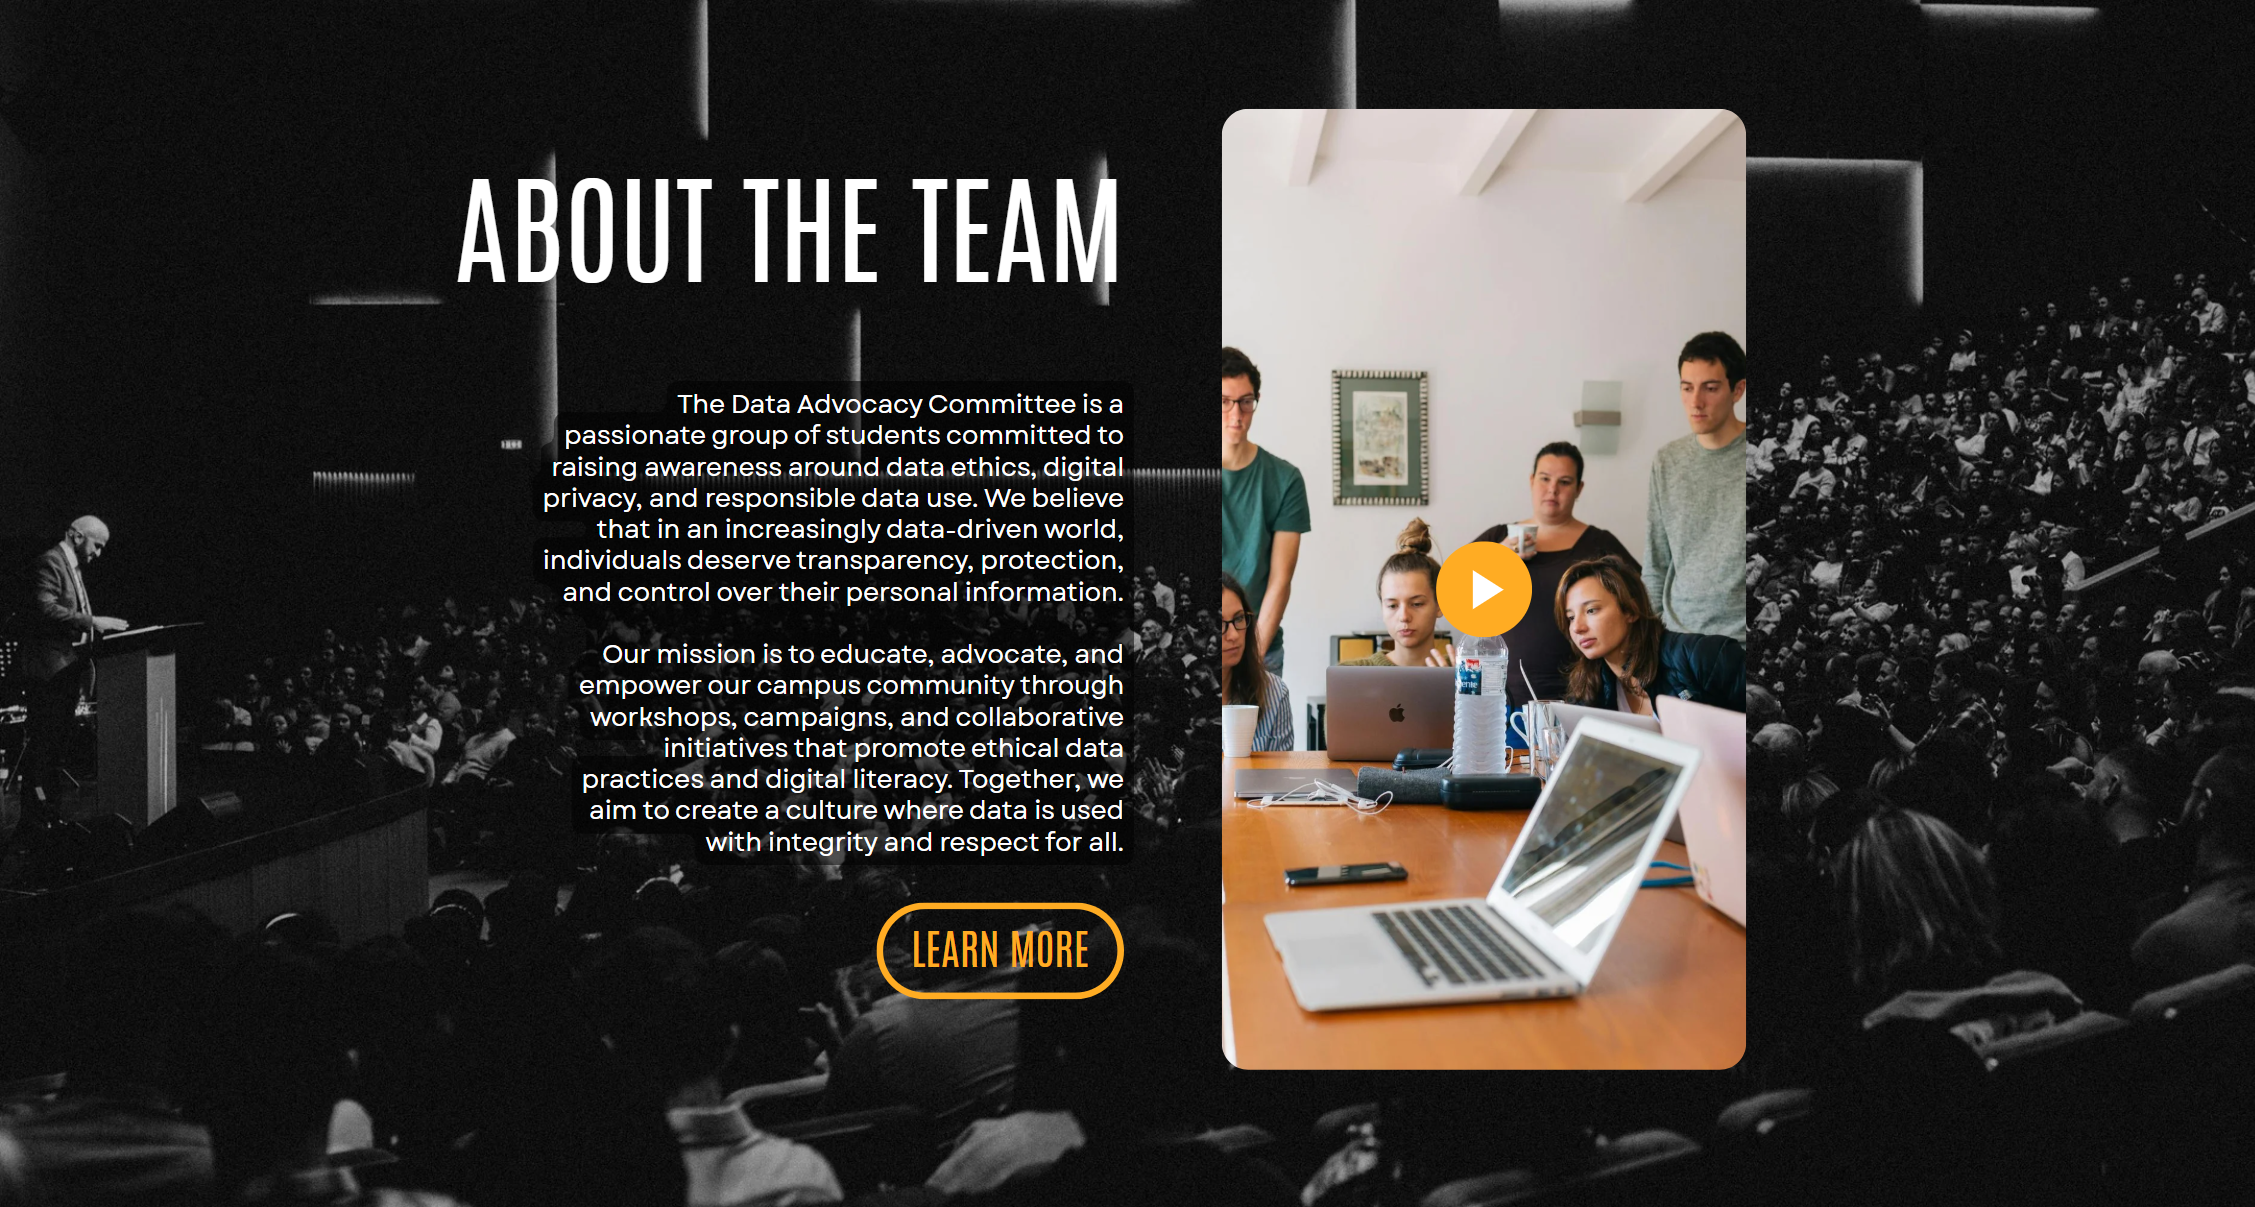 ABOUT THE TEAM
The Data Advocacy Committee is a
passionate group of students committed to
raising awareness around data ethics, digital
privacy, and responsible data use. We believe
that in an increasingly data-driven world,
individuals deserve transparency, protection,
and control over their personal information.
Our mission is to educate, advocate, and
empower our campus community through
workshops, campaigns, and collaborative
initiatives that promote ethical data
practices and digital literacy. Together, we
aim to create a culture where data is used
with integrity and respect for all.
LEARN MORE